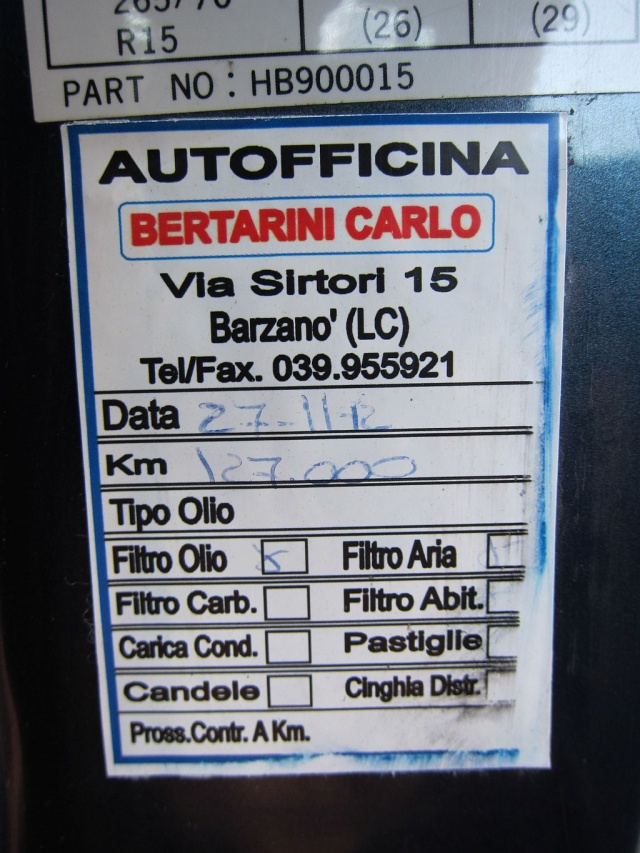 265/70
R15 (26) (29)
PART NO : HB900015
AUTOFFICINA
BERTARINI CARLO
Via Sirtori 15
Barzano' (LC)
Tel/Fax. 039.955921
Data 27-11-12
Km 127.000
Tipo Olio
Filtro Olio x Filtro Aria
Filtro Carb. Filtro Abit.
Carica Cond. Pastiglie
Candele Cinghia Distr.
Pross.Contr. A Km.